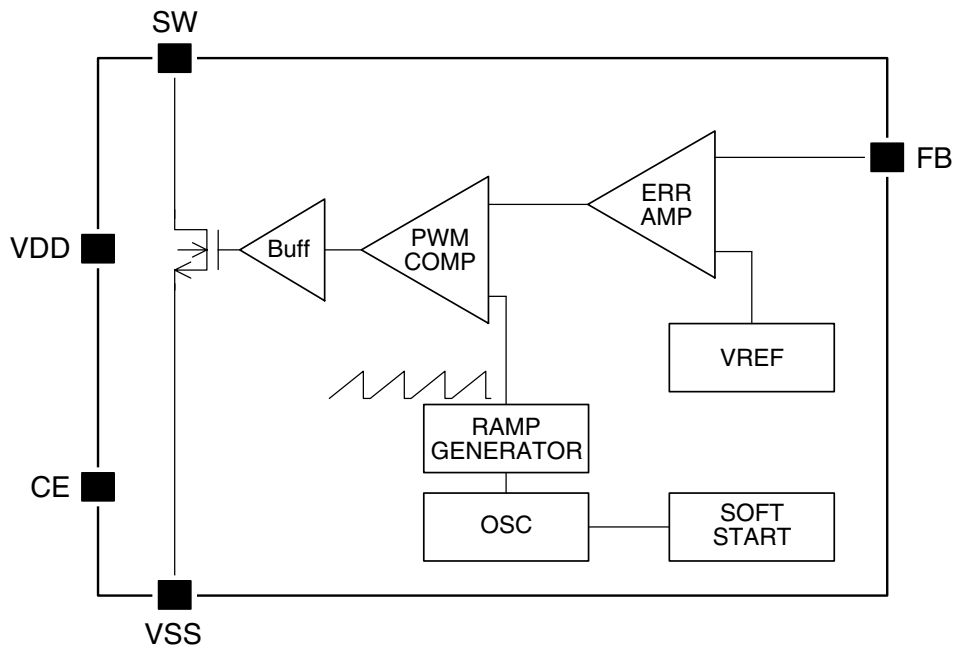 SW
FB
ERR
AMP
VDD
Buff
PWM
COMP
VREF
RAMP
GENERATOR
CE
OSC
SOFT
START
VSS